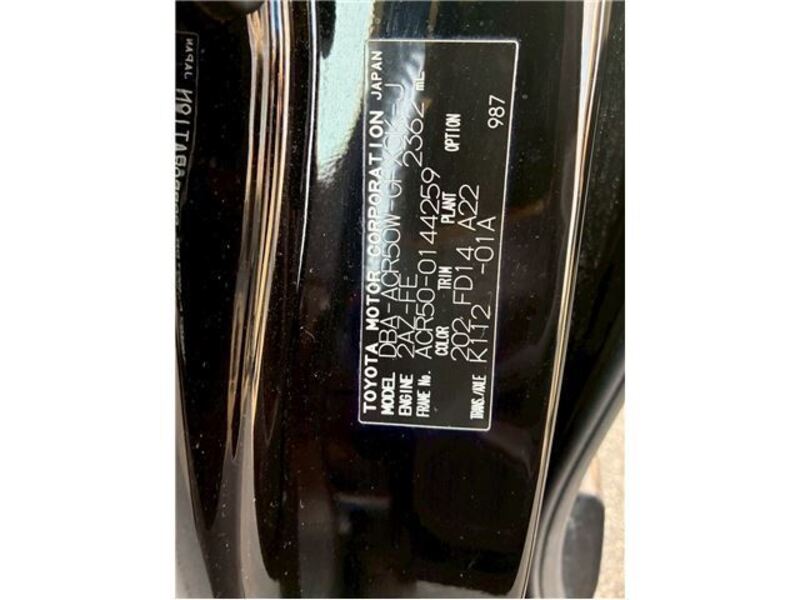 TOYOTA MOTOR CORPORATION JAPAN
MODEL DBA-ACR50W-GFXQK-J
ENGINE 2AZ-FE 2362 mL
FRAME No. ACR50-0144259
COLOR TRIM PLANT OPTION
202 FD14 A22
TRANS./AXLE K112 -01A 987